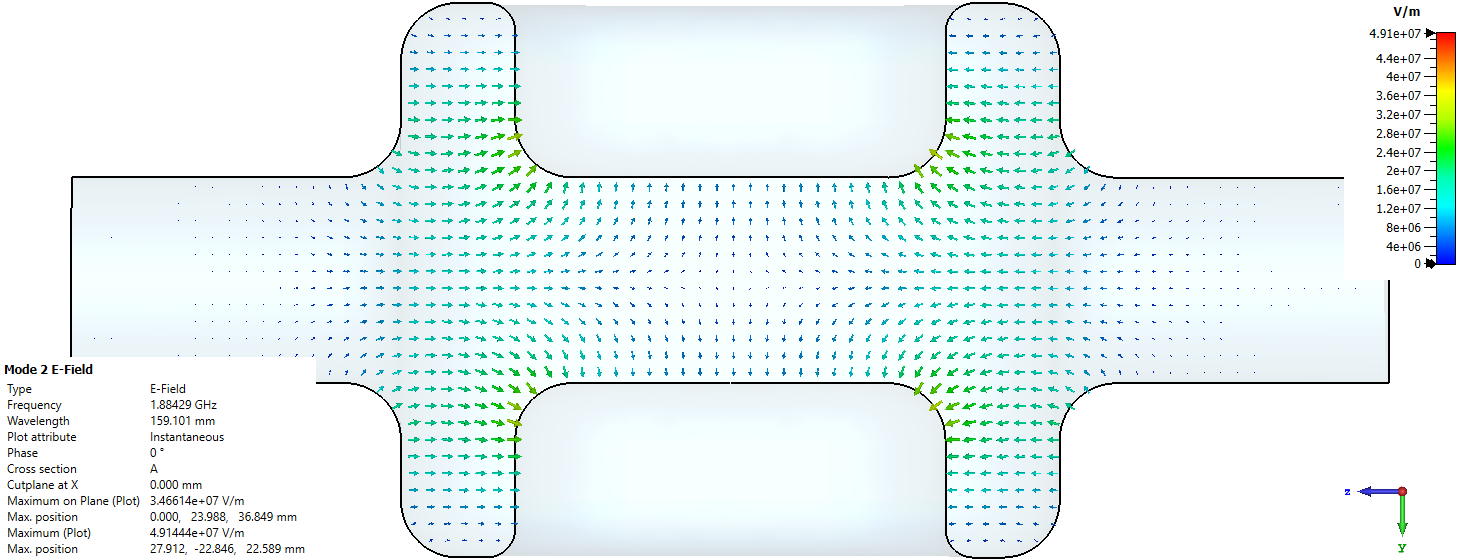 V/m
4.91e+07
4.4e+07
4e+07
3.6e+07
3.2e+07
2.8e+07
2.4e+07
2e+07
1.6e+07
1.2e+07
8e+06
4e+06
0
Mode 2 E-Field
Type E-Field
Frequency 1.88429 GHz
Wavelength 159.101 mm
Plot attribute Instantaneous
Phase 0 °
Cross section A
Cutplane at X 0.000 mm
Maximum on Plane (Plot) 3.46614e+07 V/m
Max. position 0.000, 23.988, 36.849 mm
Maximum (Plot) 4.91444e+07 V/m
Max. position 27.912, -22.846, 22.589 mm
z
y